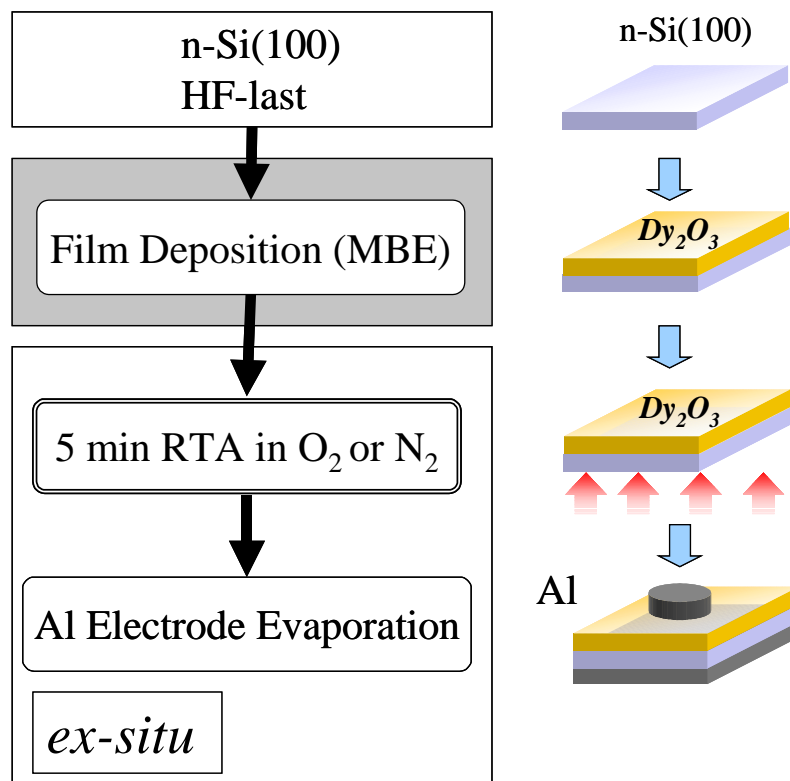 n-Si(100)
HF-last
Film Deposition (MBE)
5 min RTA in O₂ or N₂
Al Electrode Evaporation
ex-situ
n-Si(100)
Dy₂O₃
Dy₂O₃
Al